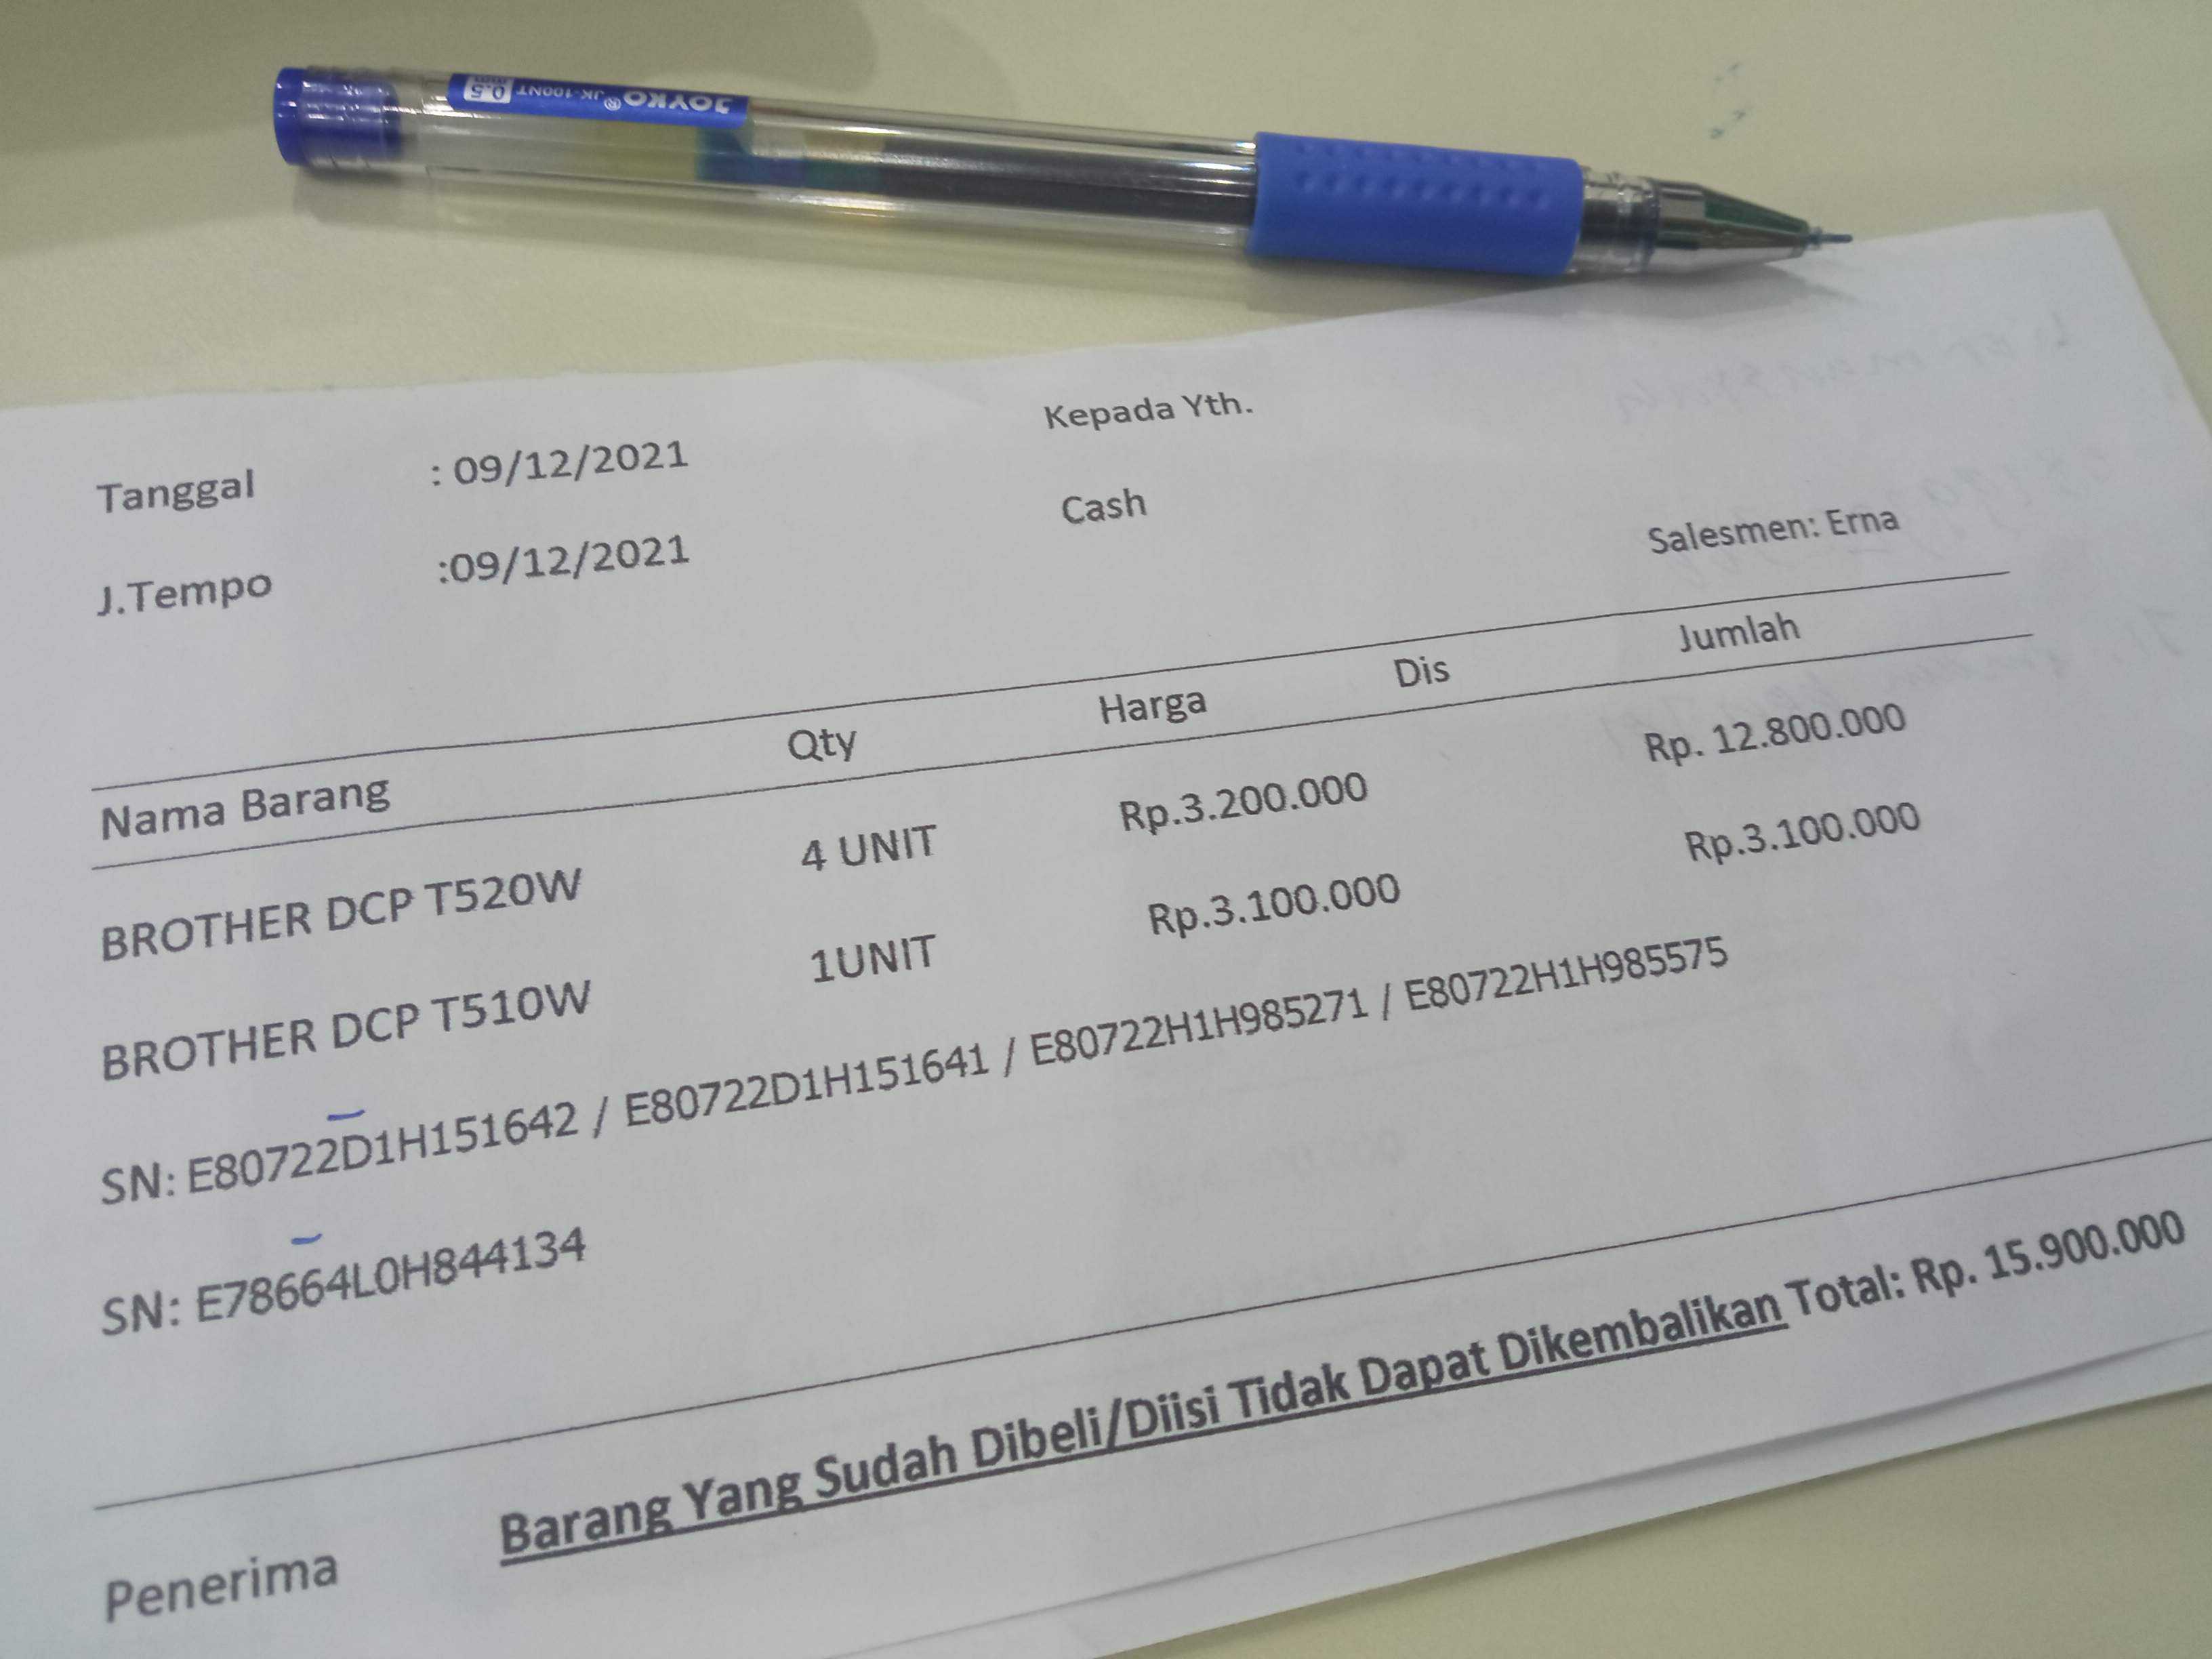 JOYKO® JK-100NT 0.5 mm
Kepada Yth.
Tanggal : 09/12/2021
Cash
J.Tempo :09/12/2021
Salesmen: Erna
Nama Barang Qty Harga Dis Jumlah
BROTHER DCP T520W 4 UNIT Rp.3.200.000 Rp. 12.800.000
BROTHER DCP T510W 1UNIT Rp.3.100.000 Rp.3.100.000
SN: E80722D1H151642 / E80722D1H151641 / E80722H1H985271 / E80722H1H985575
SN: E78664L0H844134
Barang Yang Sudah Dibeli/Diisi Tidak Dapat Dikembalikan Total: Rp. 15.900.000
Penerima